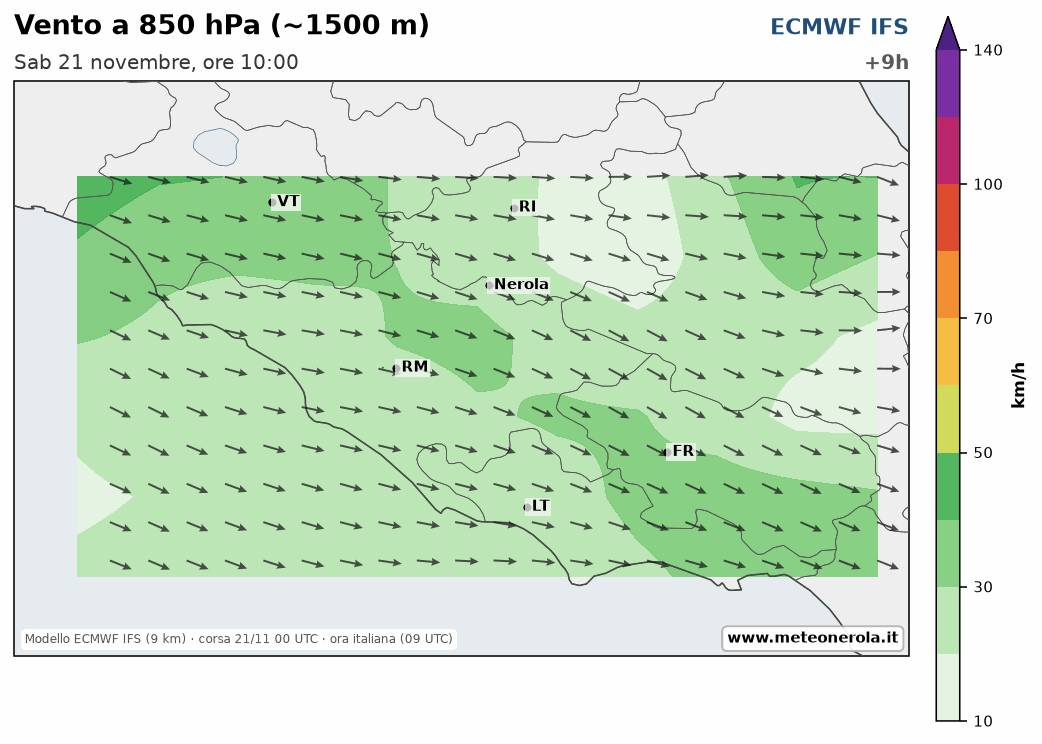 Vento a 850 hPa (~1500 m)
ECMWF IFS
Sab 21 novembre, ore 10:00
+9h
VT
RI
Nerola
RM
FR
LT
Modello ECMWF IFS (9 km) · corsa 21/11 00 UTC · ora italiana (09 UTC)
www.meteonerola.it
140
100
70
50
30
10
km/h